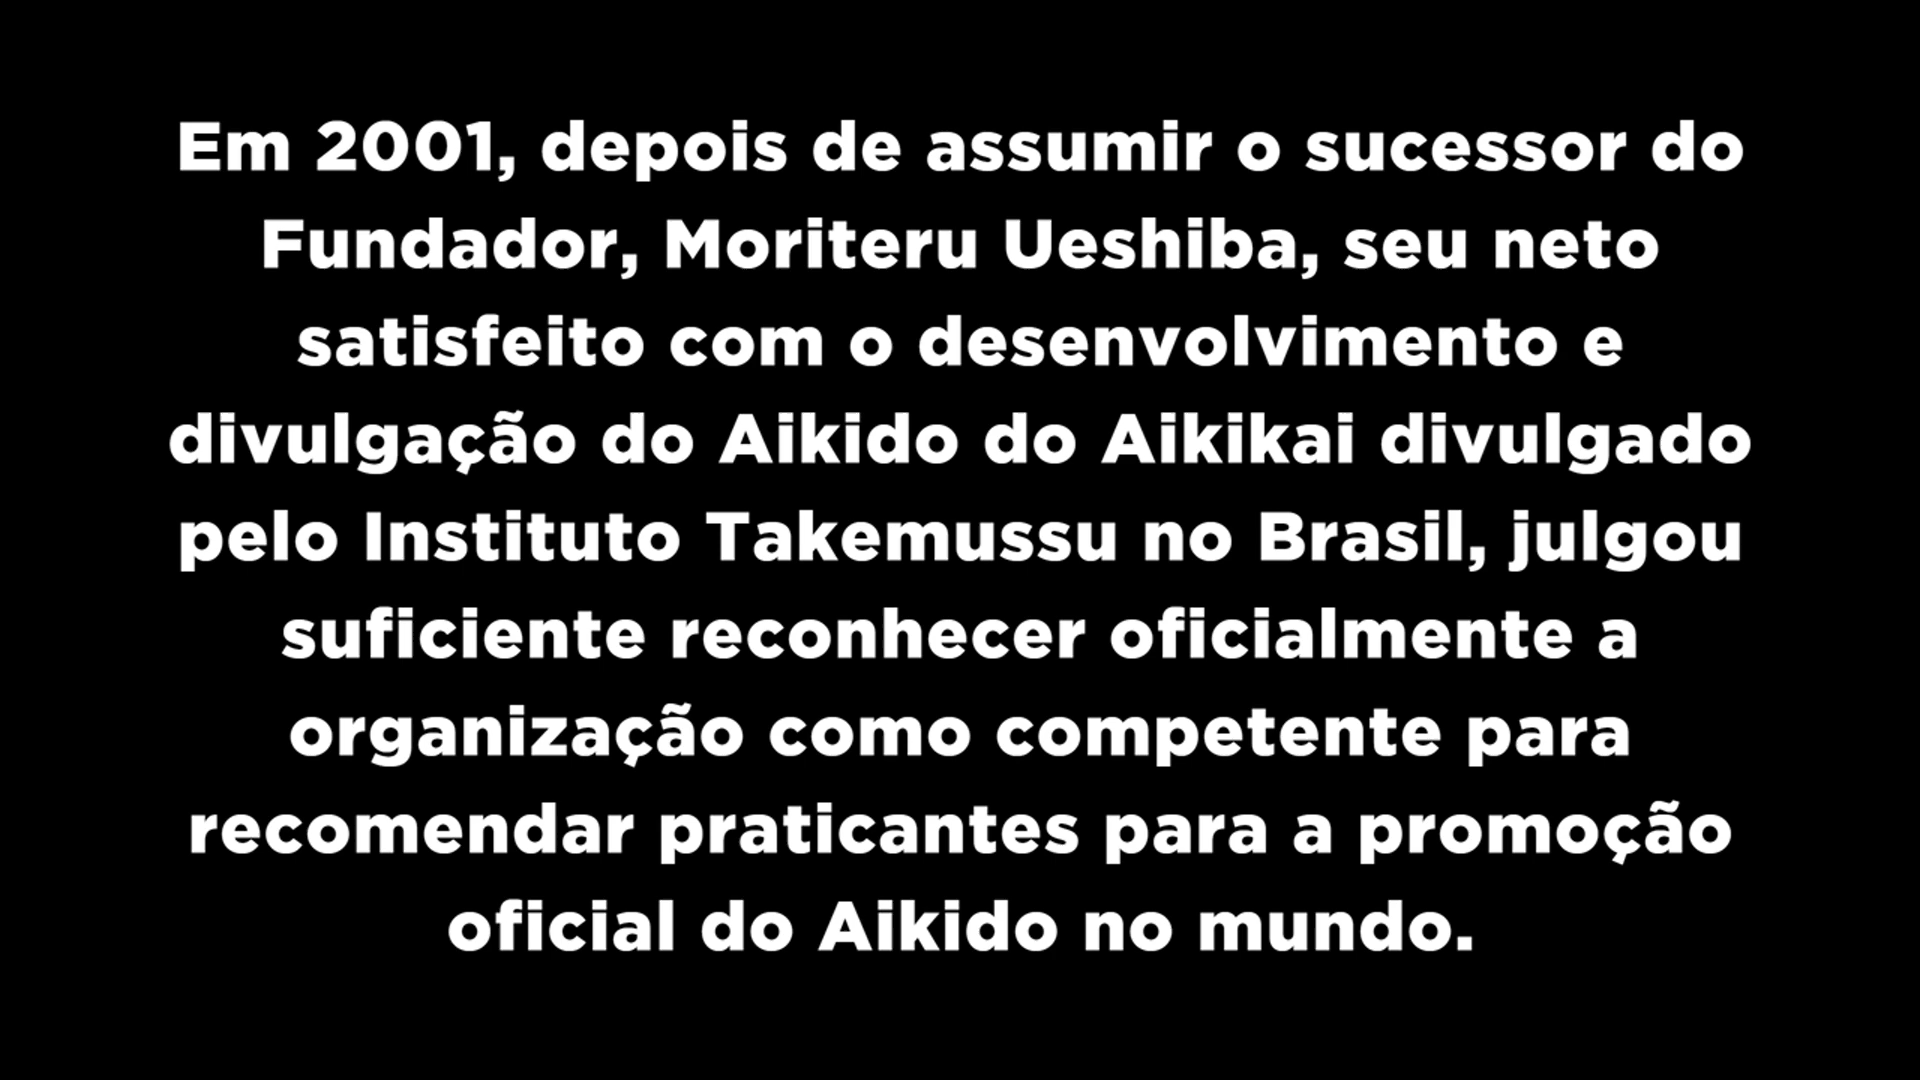 Em 2001, depois de assumir o sucessor do
Fundador, Moriteru Ueshiba, seu neto
satisfeito com o desenvolvimento e
divulgação do Aikido do Aikikai divulgado
pelo Instituto Takemussu no Brasil, julgou
suficiente reconhecer oficialmente a
organização como competente para
recomendar praticantes para a promoção
oficial do Aikido no mundo.